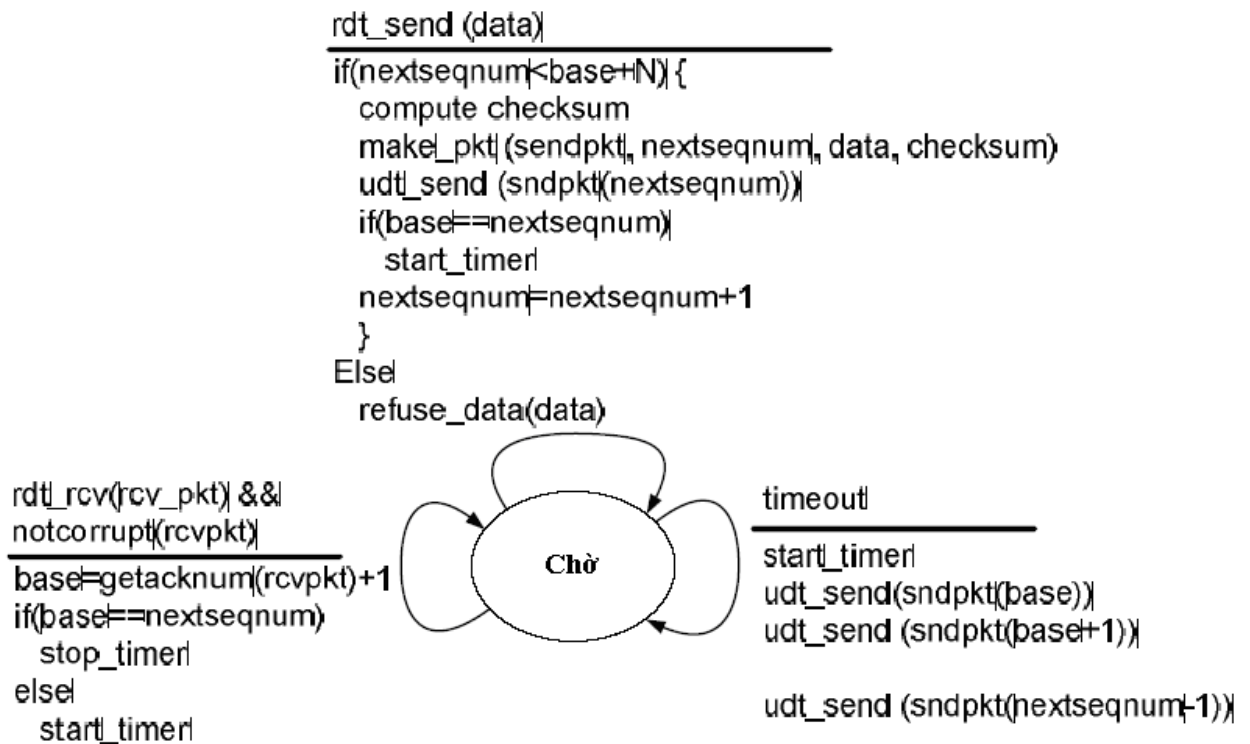 rdt_send (data)
if(nextseqnum<base+N) {
compute checksum
make_pkt (sendpkt, nextseqnum, data, checksum)
udt_send (sndpkt(nextseqnum))
if(base==nextseqnum)
start_timer
nextseqnum=nextseqnum+1
}
Else
refuse_data(data)
rdt_rcv(rcv_pkt) &&
notcorrupt(rcvpkt)
base=getacknum(rcvpkt)+1
if(base==nextseqnum)
stop_timer
else
start_timer
Chờ
timeout
start_timer
udt_send(sndpkt(base))
udt_send (sndpkt(base+1))
udt_send (sndpkt(nextseqnum-1))